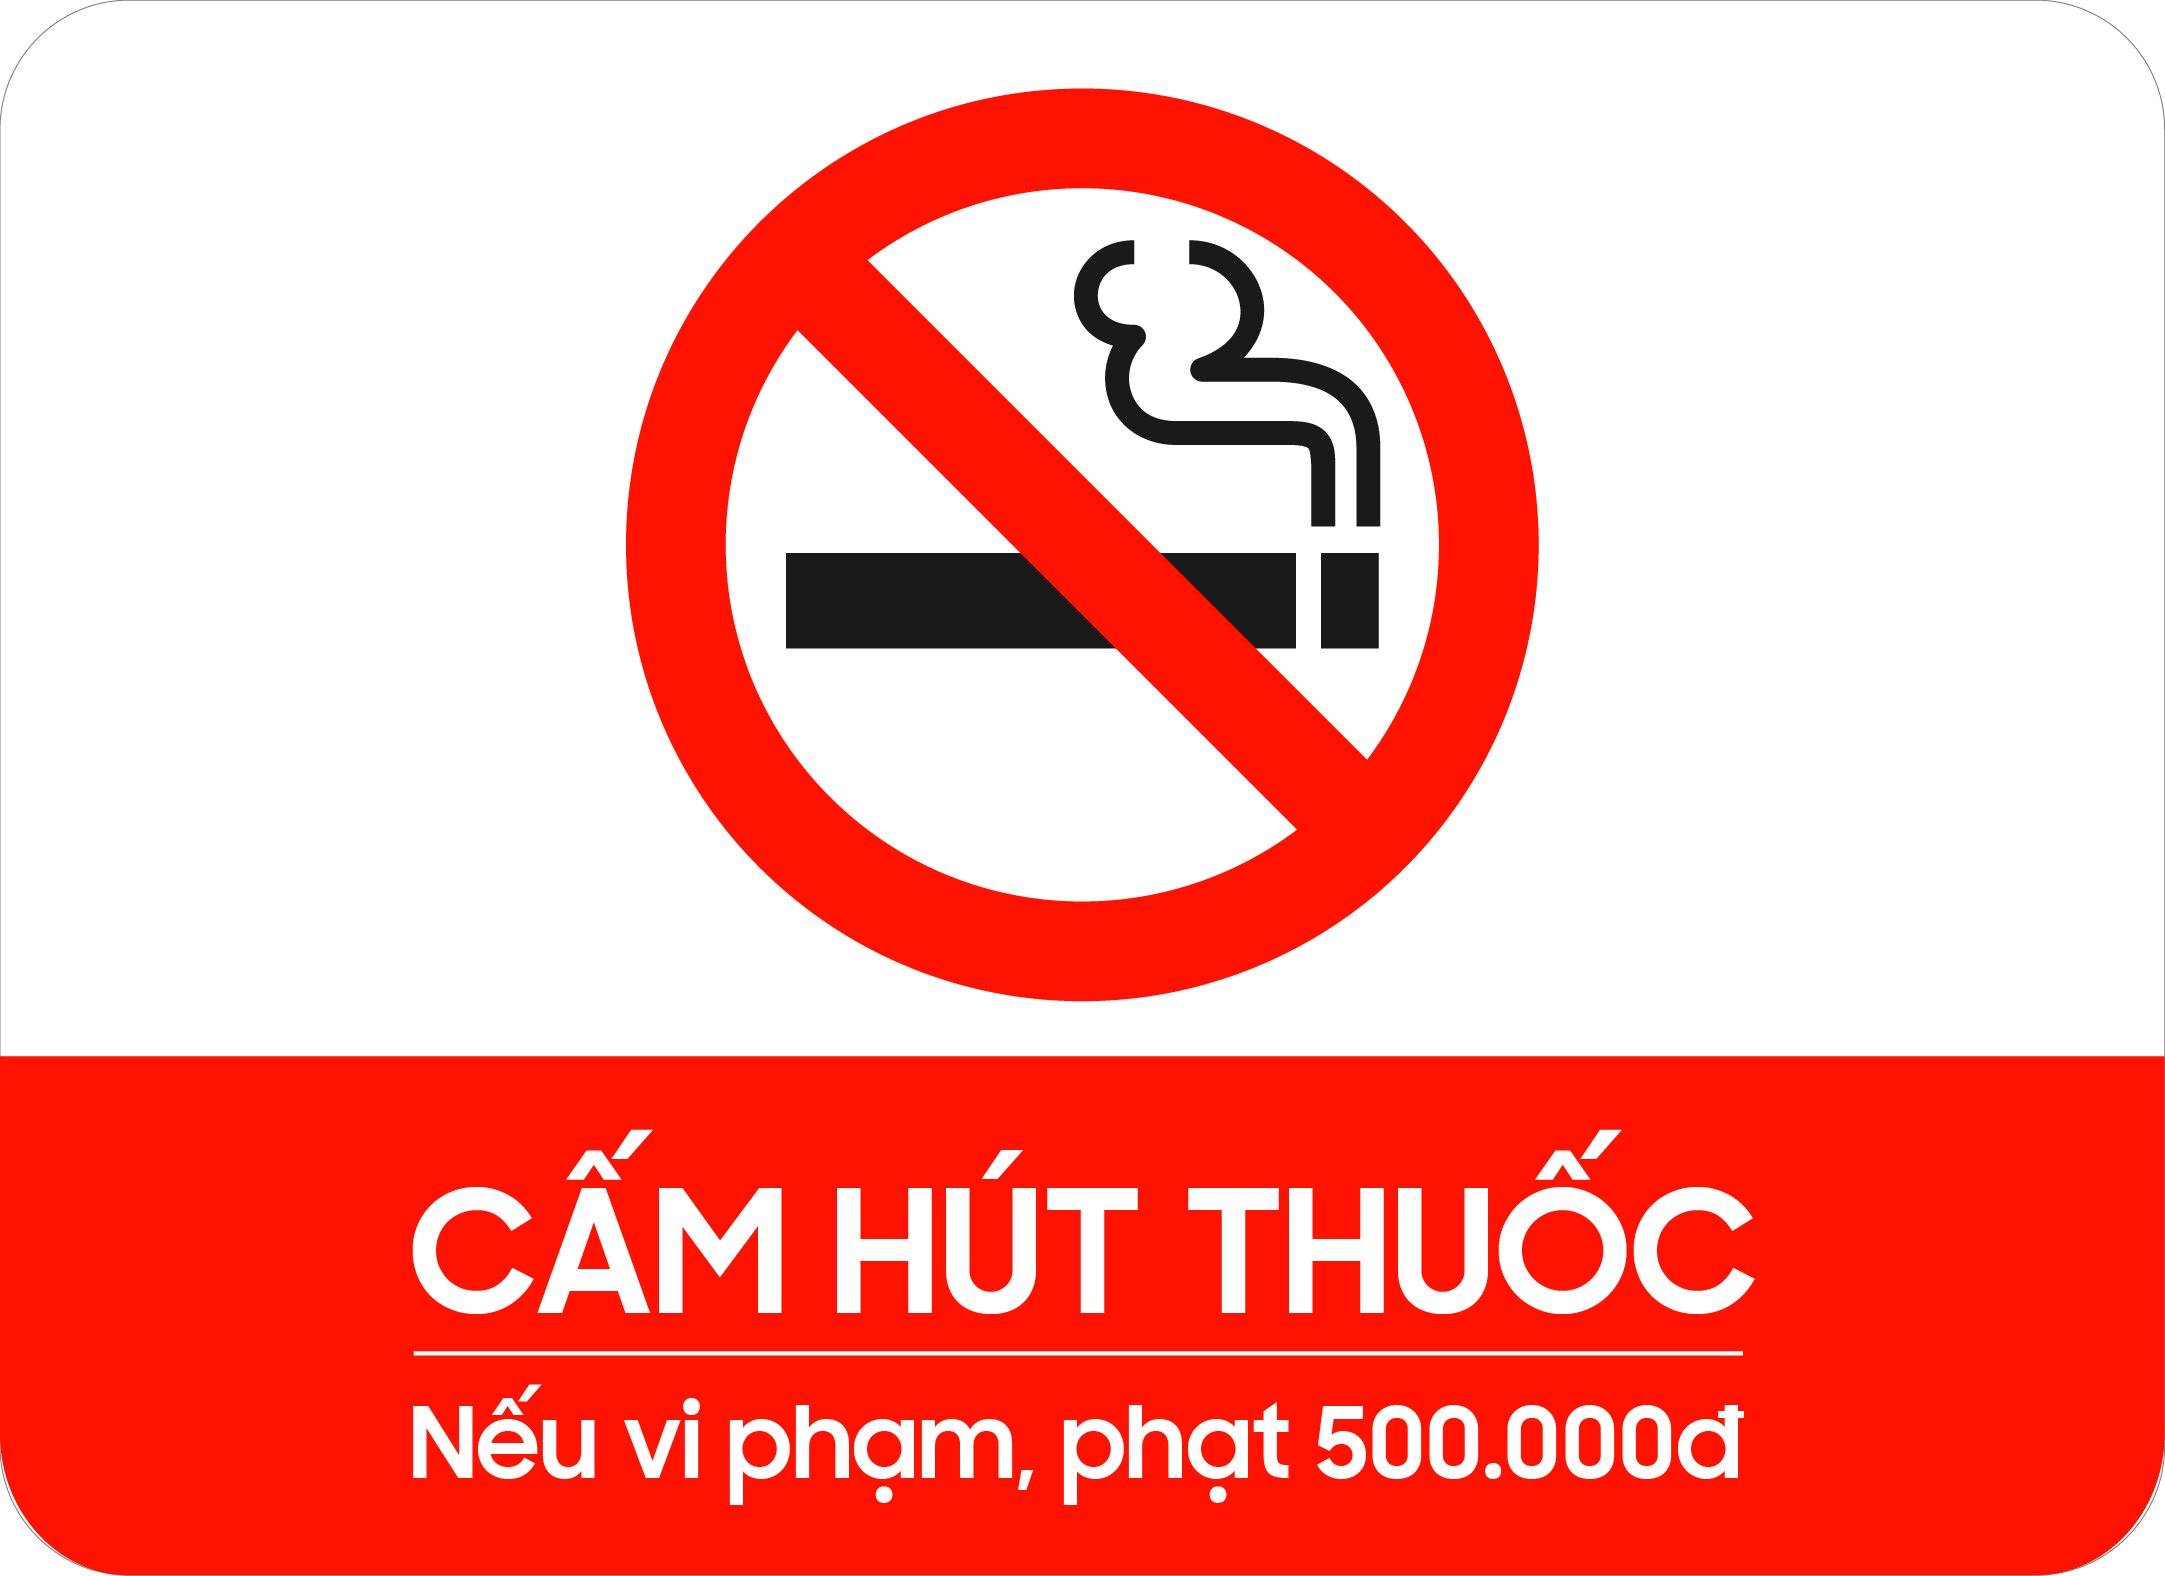 CẤM HÚT THUỐC
Nếu vi phạm, phạt 500.000đ